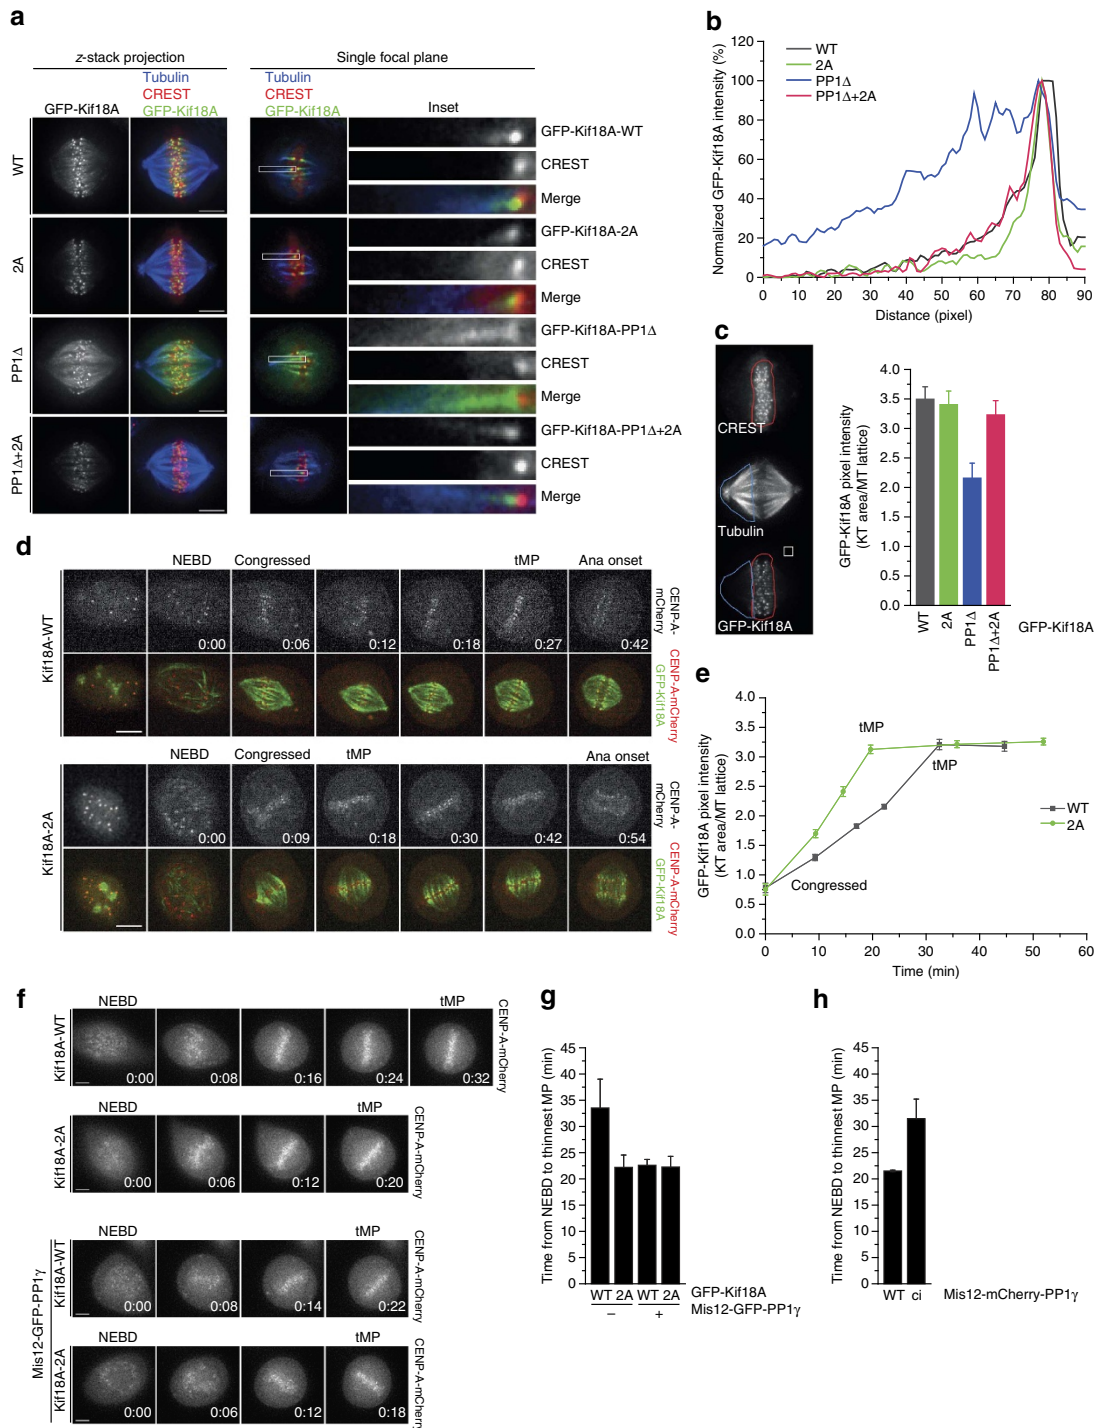 a
z-stack projection
Single focal plane
GFP-Kif18A
Tubulin
CREST
GFP-Kif18A
Tubulin
CREST
GFP-Kif18A
Inset
WT
GFP-Kif18A-WT
CREST
Merge
2A
GFP-Kif18A-2A
CREST
Merge
PP1Δ
GFP-Kif18A-PP1Δ
CREST
Merge
PP1Δ+2A
GFP-Kif18A-PP1Δ+2A
CREST
Merge
b
Normalized GFP-Kif18A intensity (%)
120
100
80
60
40
20
0
0 10 20 30 40 50 60 70 80 90
Distance (pixel)
WT
2A
PP1Δ
PP1Δ+2A
c
CREST
Tubulin
GFP-Kif18A
GFP-Kif18A pixel intensity
(KT area/MT lattice)
4.0
3.5
3.0
2.5
2.0
1.5
1.0
0.5
0.0
WT
2A
PP1Δ
PP1Δ+2A
GFP-Kif18A
d
Kif18A-WT
NEBD
Congressed
tMP
Ana onset
0:00
0:06
0:12
0:18
0:27
0:42
CENP-A-
mCherry
CENP-A-mCherry
GFP-Kif18A
Kif18A-2A
NEBD
Congressed
tMP
Ana onset
0:00
0:09
0:18
0:30
0:42
0:54
CENP-A-
mCherry
CENP-A-mCherry
GFP-Kif18A
e
GFP-Kif18A pixel intensity
(KT area/MT lattice)
4.0
3.5
3.0
2.5
2.0
1.5
1.0
0.5
0.0
tMP
tMP
Congressed
WT
2A
0 10 20 30 40 50 60
Time (min)
f
Kif18A-WT
NEBD
tMP
0:00
0:08
0:16
0:24
0:32
CENP-A-mCherry
Kif18A-2A
NEBD
tMP
0:00
0:06
0:12
0:20
CENP-A-mCherry
Mis12-GFP-PP1γ
Kif18A-WT
NEBD
tMP
0:00
0:08
0:14
0:22
CENP-A-mCherry
Kif18A-2A
NEBD
tMP
0:00
0:06
0:12
0:18
CENP-A-mCherry
g
Time from NEBD to thinnest MP (min)
45
40
35
30
25
20
15
10
5
0
WT 2A WT 2A GFP-Kif18A
− + Mis12-GFP-PP1γ
h
Time from NEBD to thinnest MP (min)
45
40
35
30
25
20
15
10
5
0
WT ci Mis12-mCherry-PP1γ